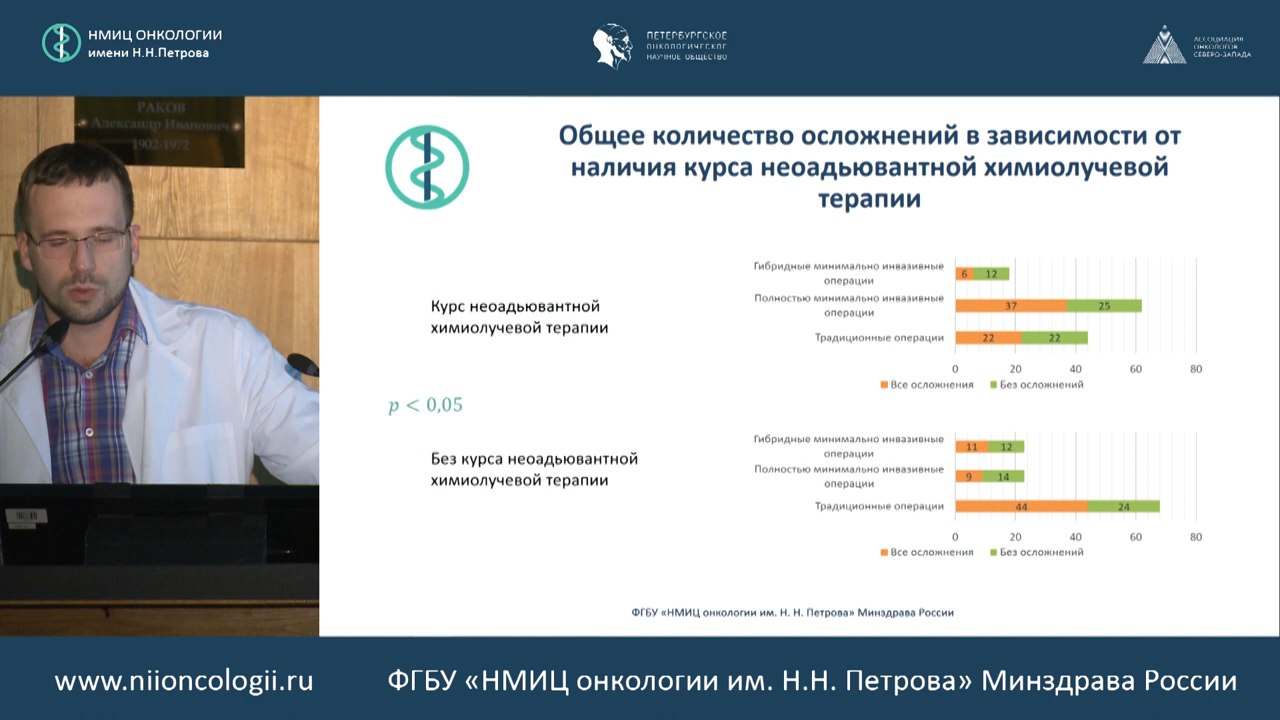 НМИЦ ОНКОЛОГИИ
имени Н.Н.Петрова
ПЕТЕРБУРГСКОЕ
ОНКОЛОГИЧЕСКОЕ
НАУЧНОЕ ОБЩЕСТВО
АССОЦИАЦИЯ
ОНКОЛОГОВ
СЕВЕРО-ЗАПАДА
РАКОВ
Александр Иванович
1902-1972
Общее количество осложнений в зависимости от
наличия курса неоадьювантной химиолучевой
терапии
Курс неоадьювантной
химиолучевой терапии
Гибридные минимально инвазивные
операции
6 12
Полностью минимально инвазивные
операции
37 25
Традиционные операции
22 22
0 20 40 60 80
Все осложнения Без осложнений
p < 0,05
Без курса неоадьювантной
химиолучевой терапии
Гибридные минимально инвазивные
операции
11 12
Полностью минимально инвазивные
операции
9 14
Традиционные операции
44 24
0 20 40 60 80
Все осложнения Без осложнений
ФГБУ «НМИЦ онкологии им. Н. Н. Петрова» Минздрава России
www.niioncologii.ru
ФГБУ «НМИЦ онкологии им. Н.Н. Петрова» Минздрава России